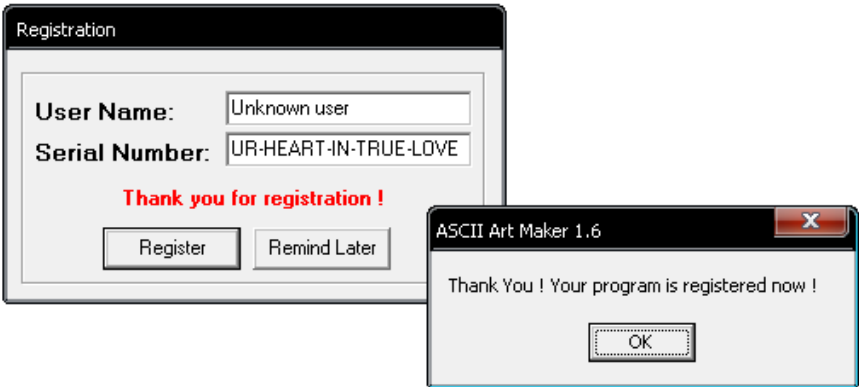 Registration
User Name:
Unknown user
Serial Number:
UR-HEART-IN-TRUE-LOVE
Thank you for registration !
Register
Remind Later
ASCII Art Maker 1.6
Thank You ! Your program is registered now !
OK